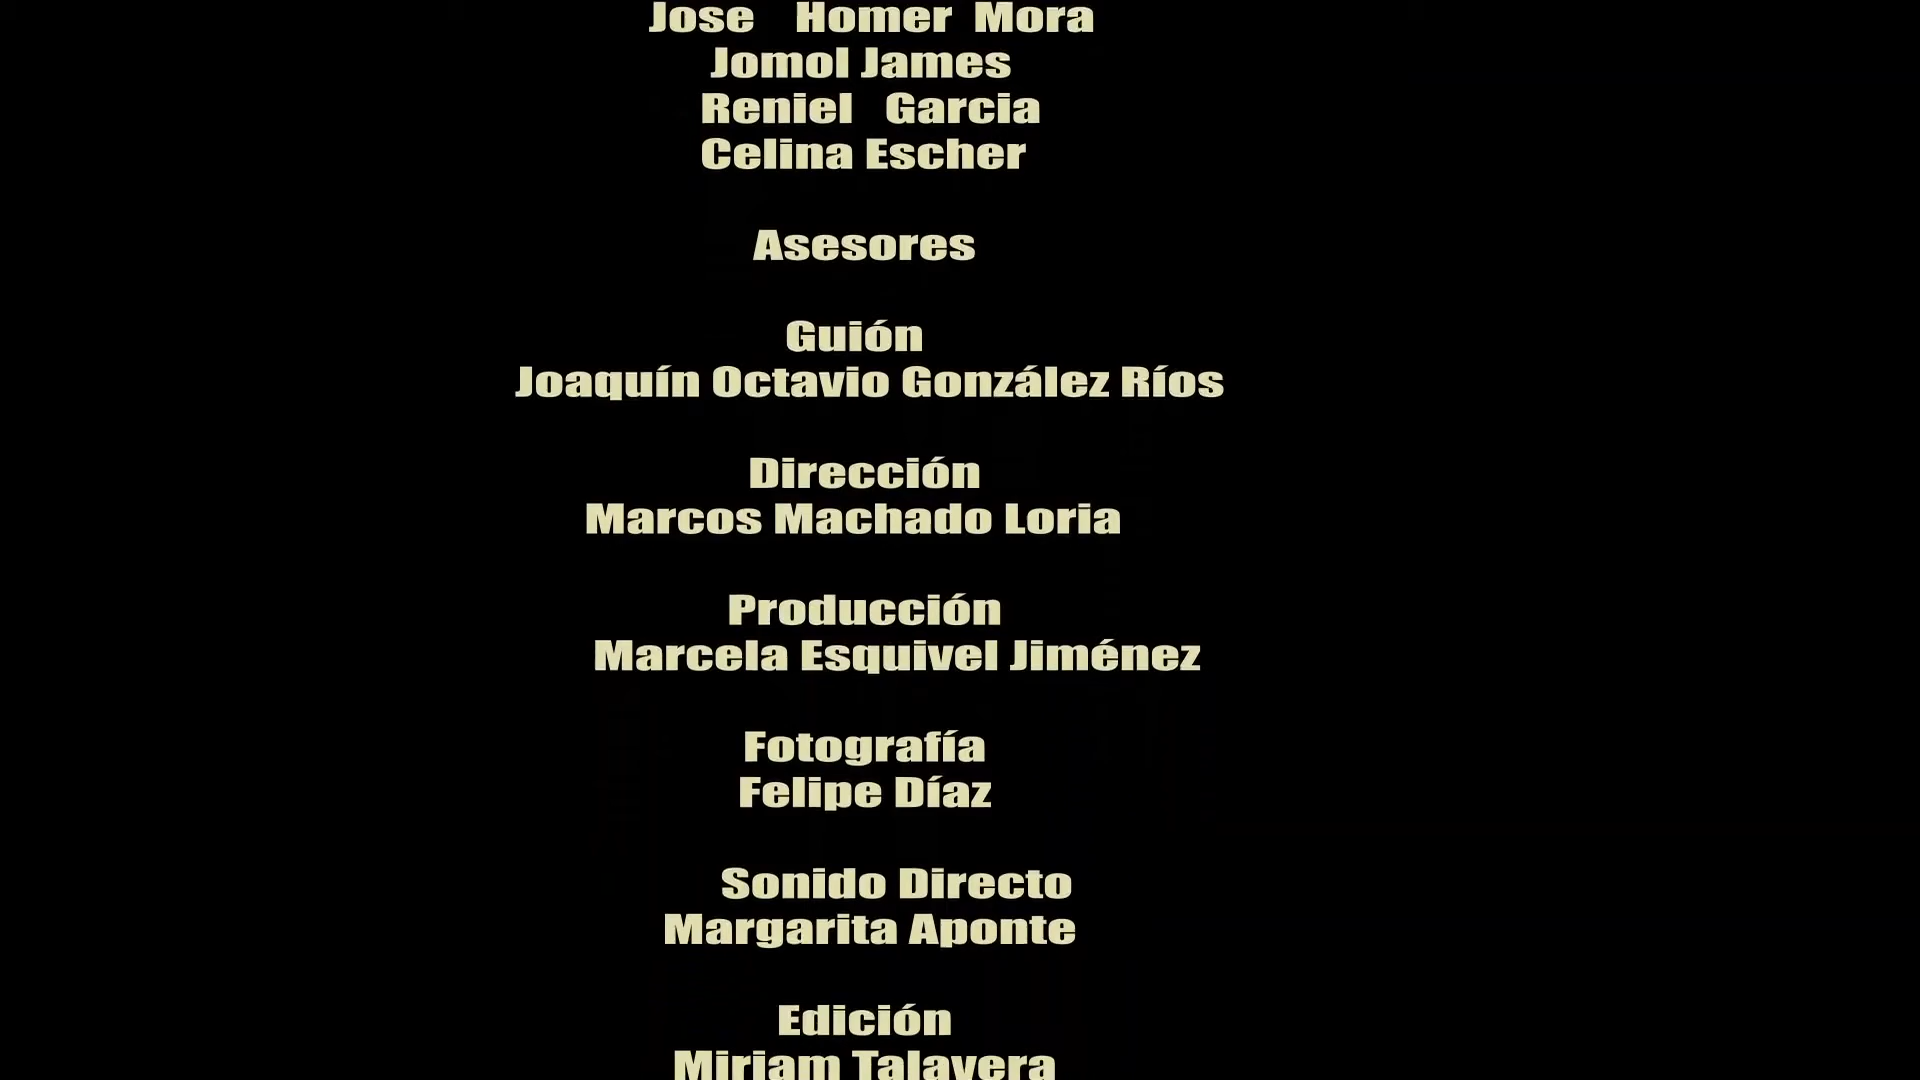 Jose Homer Mora
Jomol James
Reniel Garcia
Celina Escher
Asesores
Guión
Joaquín Octavio González Ríos
Dirección
Marcos Machado Loria
Producción
Marcela Esquivel Jiménez
Fotografía
Felipe Díaz
Sonido Directo
Margarita Aponte
Edición
Miriam Talavera